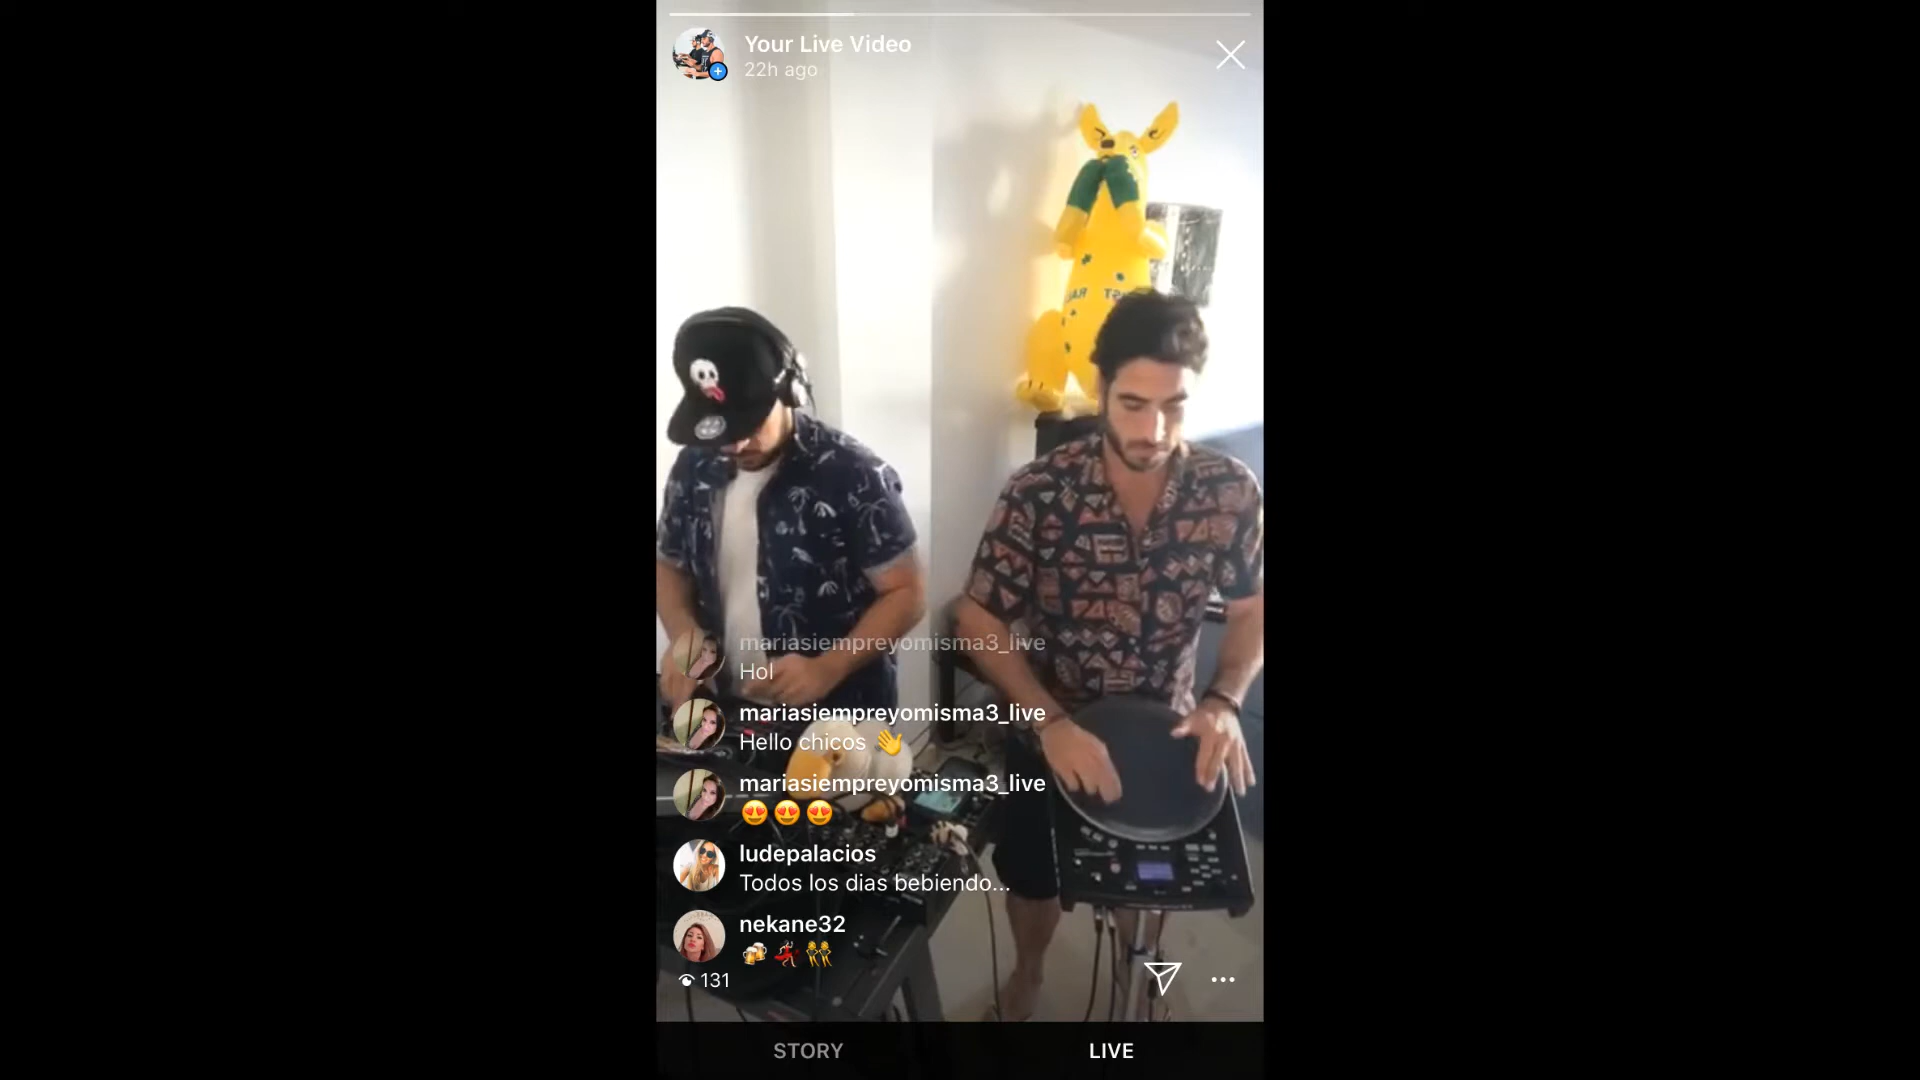 Your Live Video
22h ago
mariasiempreyomisma3_live
Hol
mariasiempreyomisma3_live
Hello chicos 👋
mariasiempreyomisma3_live
😍😍😍
ludepalacios
Todos los dias bebiendo...
nekane32
🍻💃👯
131
STORY
LIVE